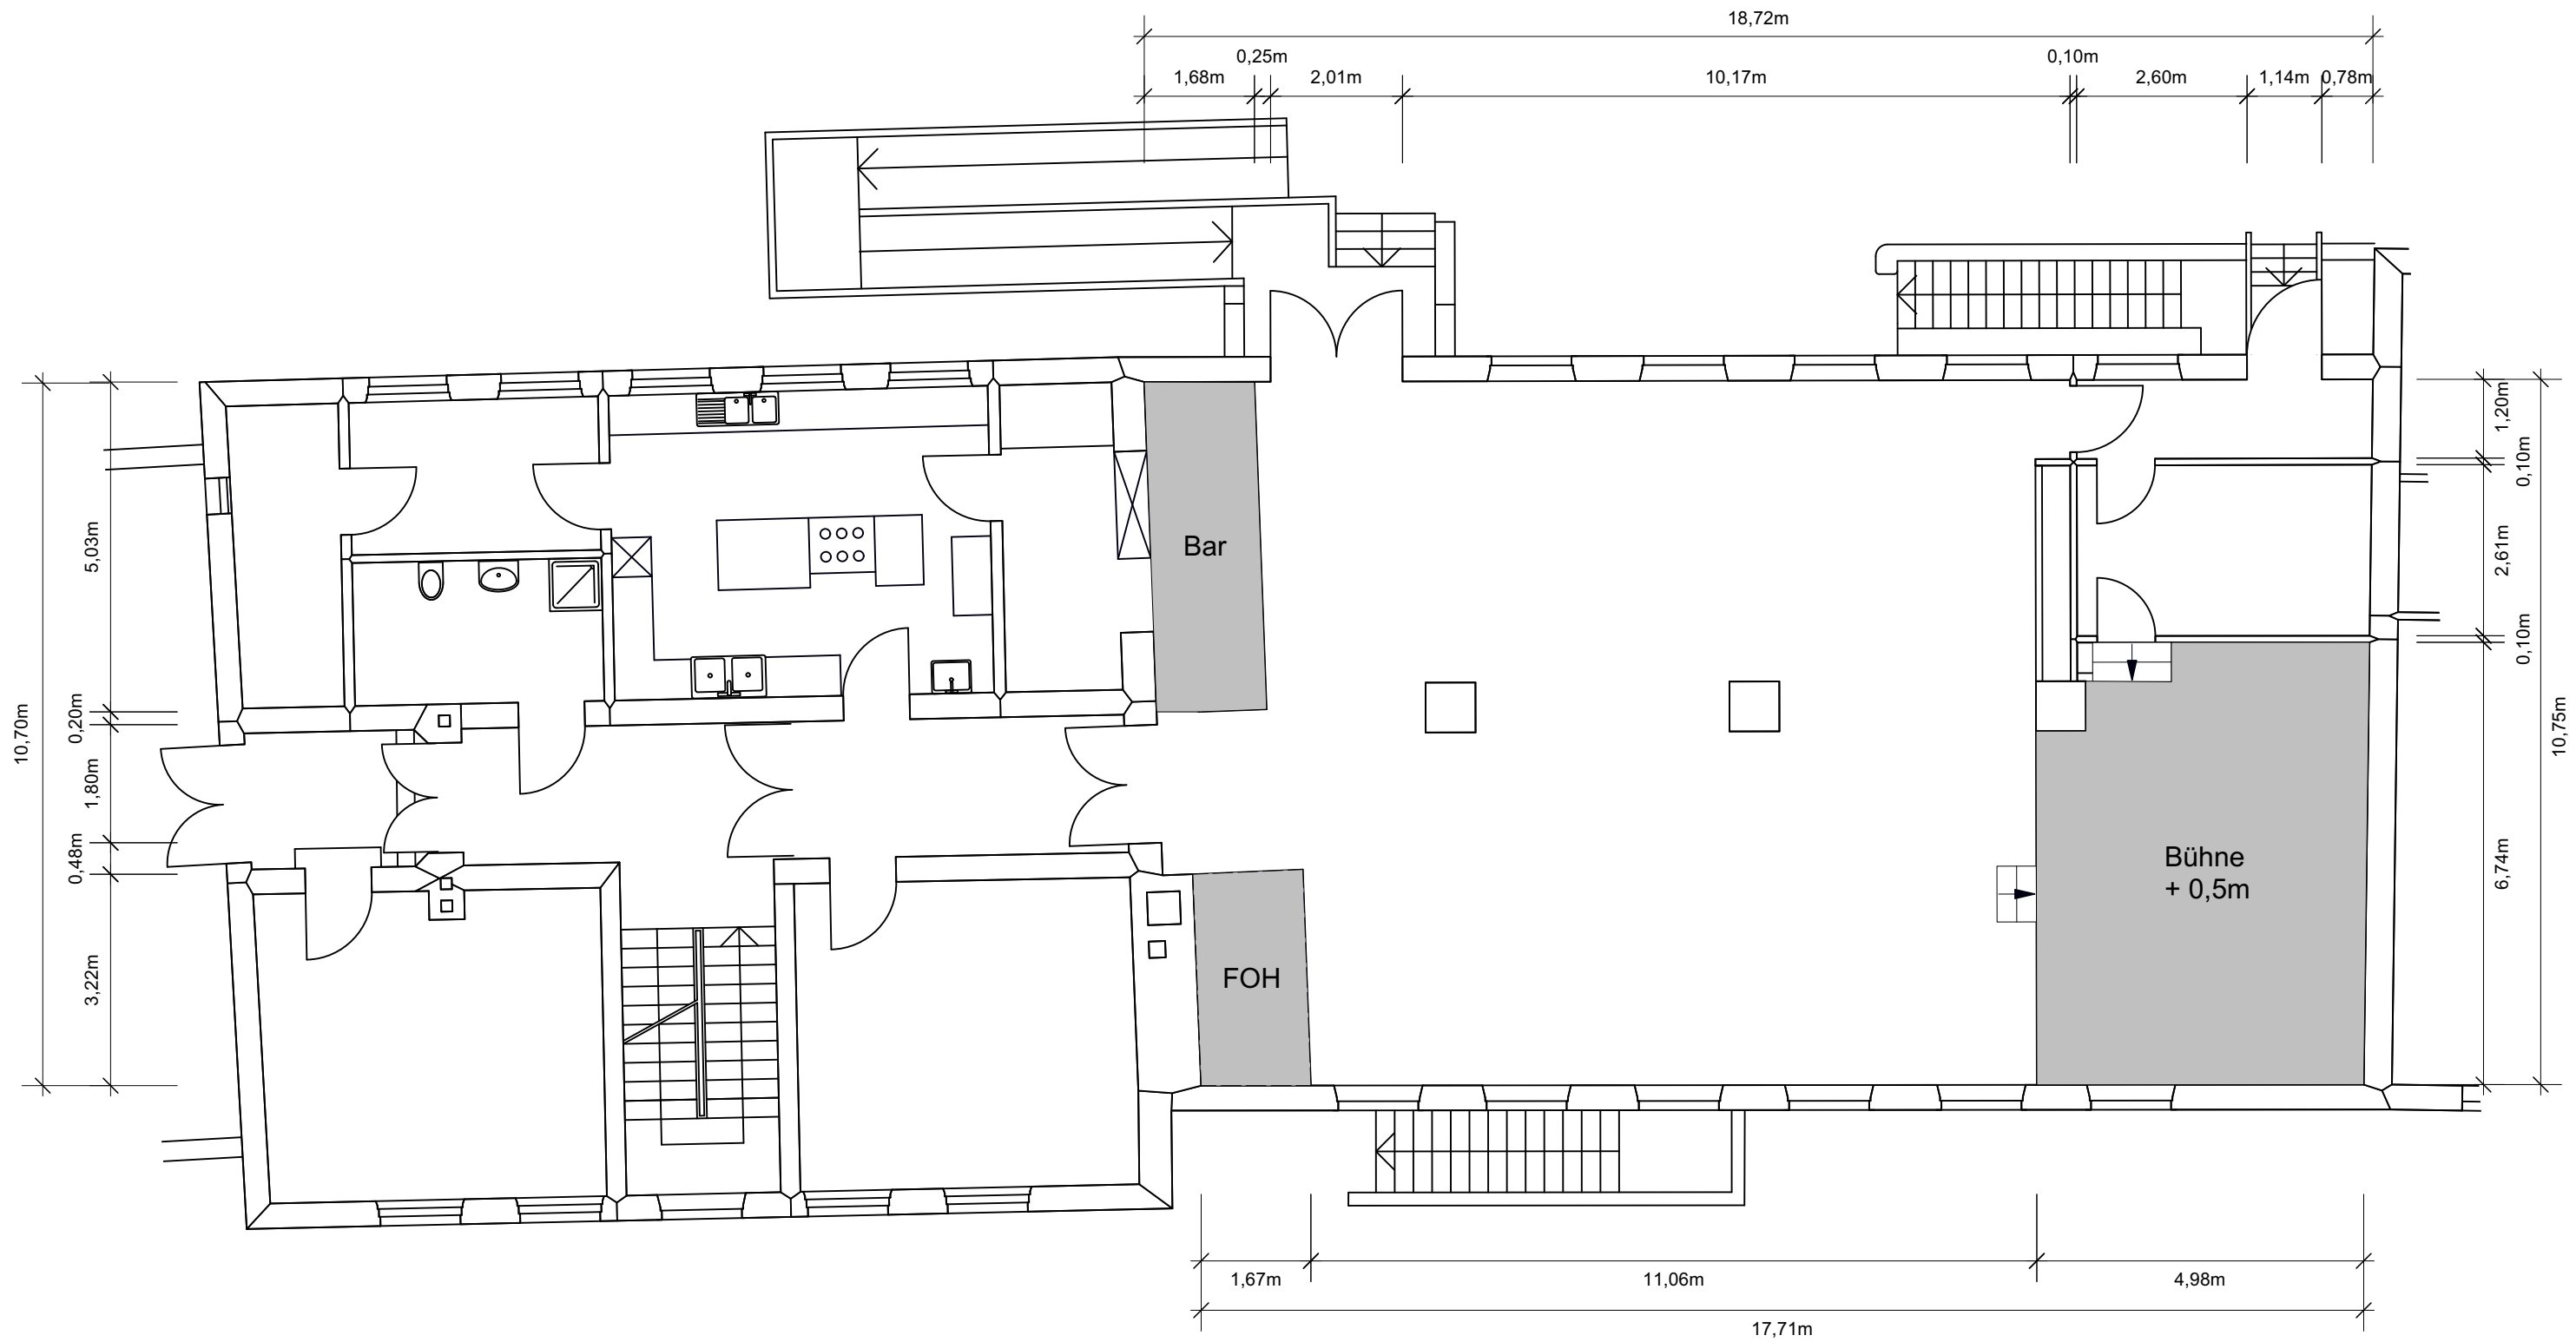 18,72m
0,25m
0,10m
1,68m
2,01m
10,17m
2,60m
1,14m
0,78m
1,20m
0,10m
5,03m
Bar
2,61m
0,10m
0,20m
10,70m
10,75m
1,80m
0,48m
Bühne
+ 0,5m
6,74m
3,22m
FOH
1,67m
11,06m
4,98m
17,71m